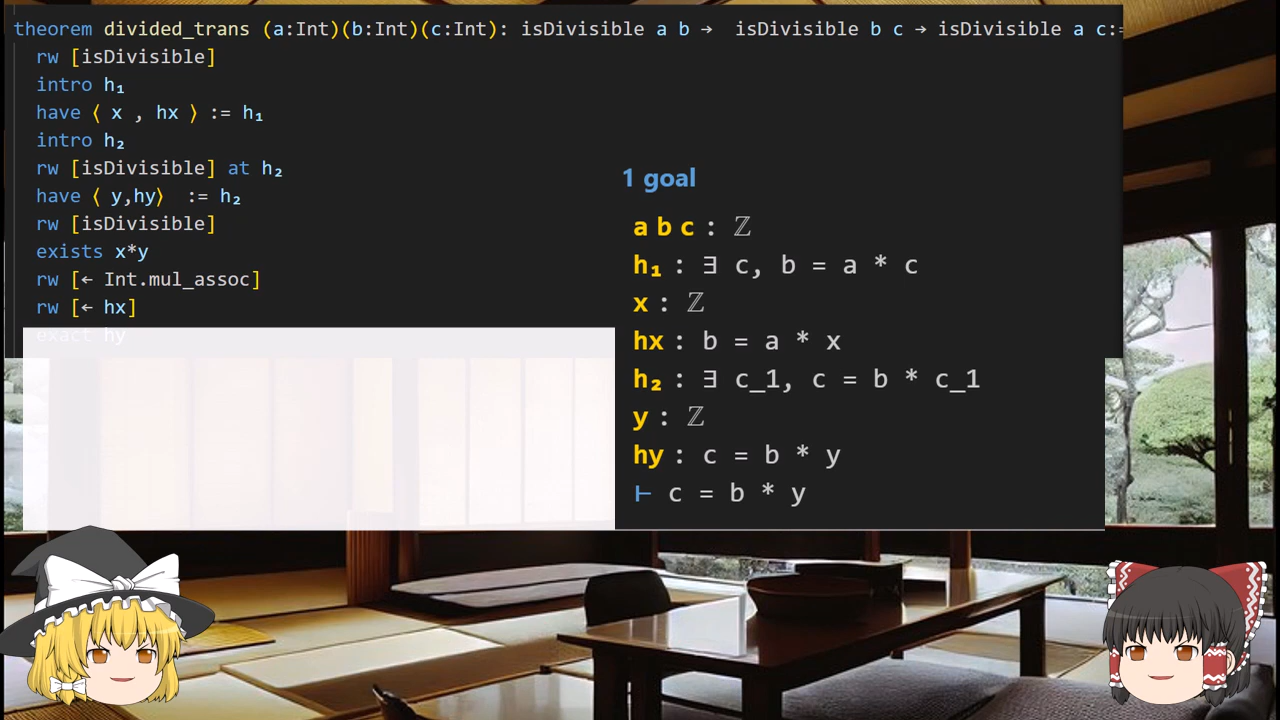 theorem divided_trans (a:Int)(b:Int)(c:Int): isDivisible a b → isDivisible b c → isDivisible a c:=
rw [isDivisible]
intro h₁
have ⟨ x , hx ⟩ := h₁
intro h₂
rw [isDivisible] at h₂
have ⟨ y,hy⟩ := h₂
rw [isDivisible]
exists x*y
rw [← Int.mul_assoc]
rw [← hx]
exact hy
1 goal
a b c : ℤ
h₁ : ∃ c, b = a * c
x : ℤ
hx : b = a * x
h₂ : ∃ c_1, c = b * c_1
y : ℤ
hy : c = b * y
⊢ c = b * y